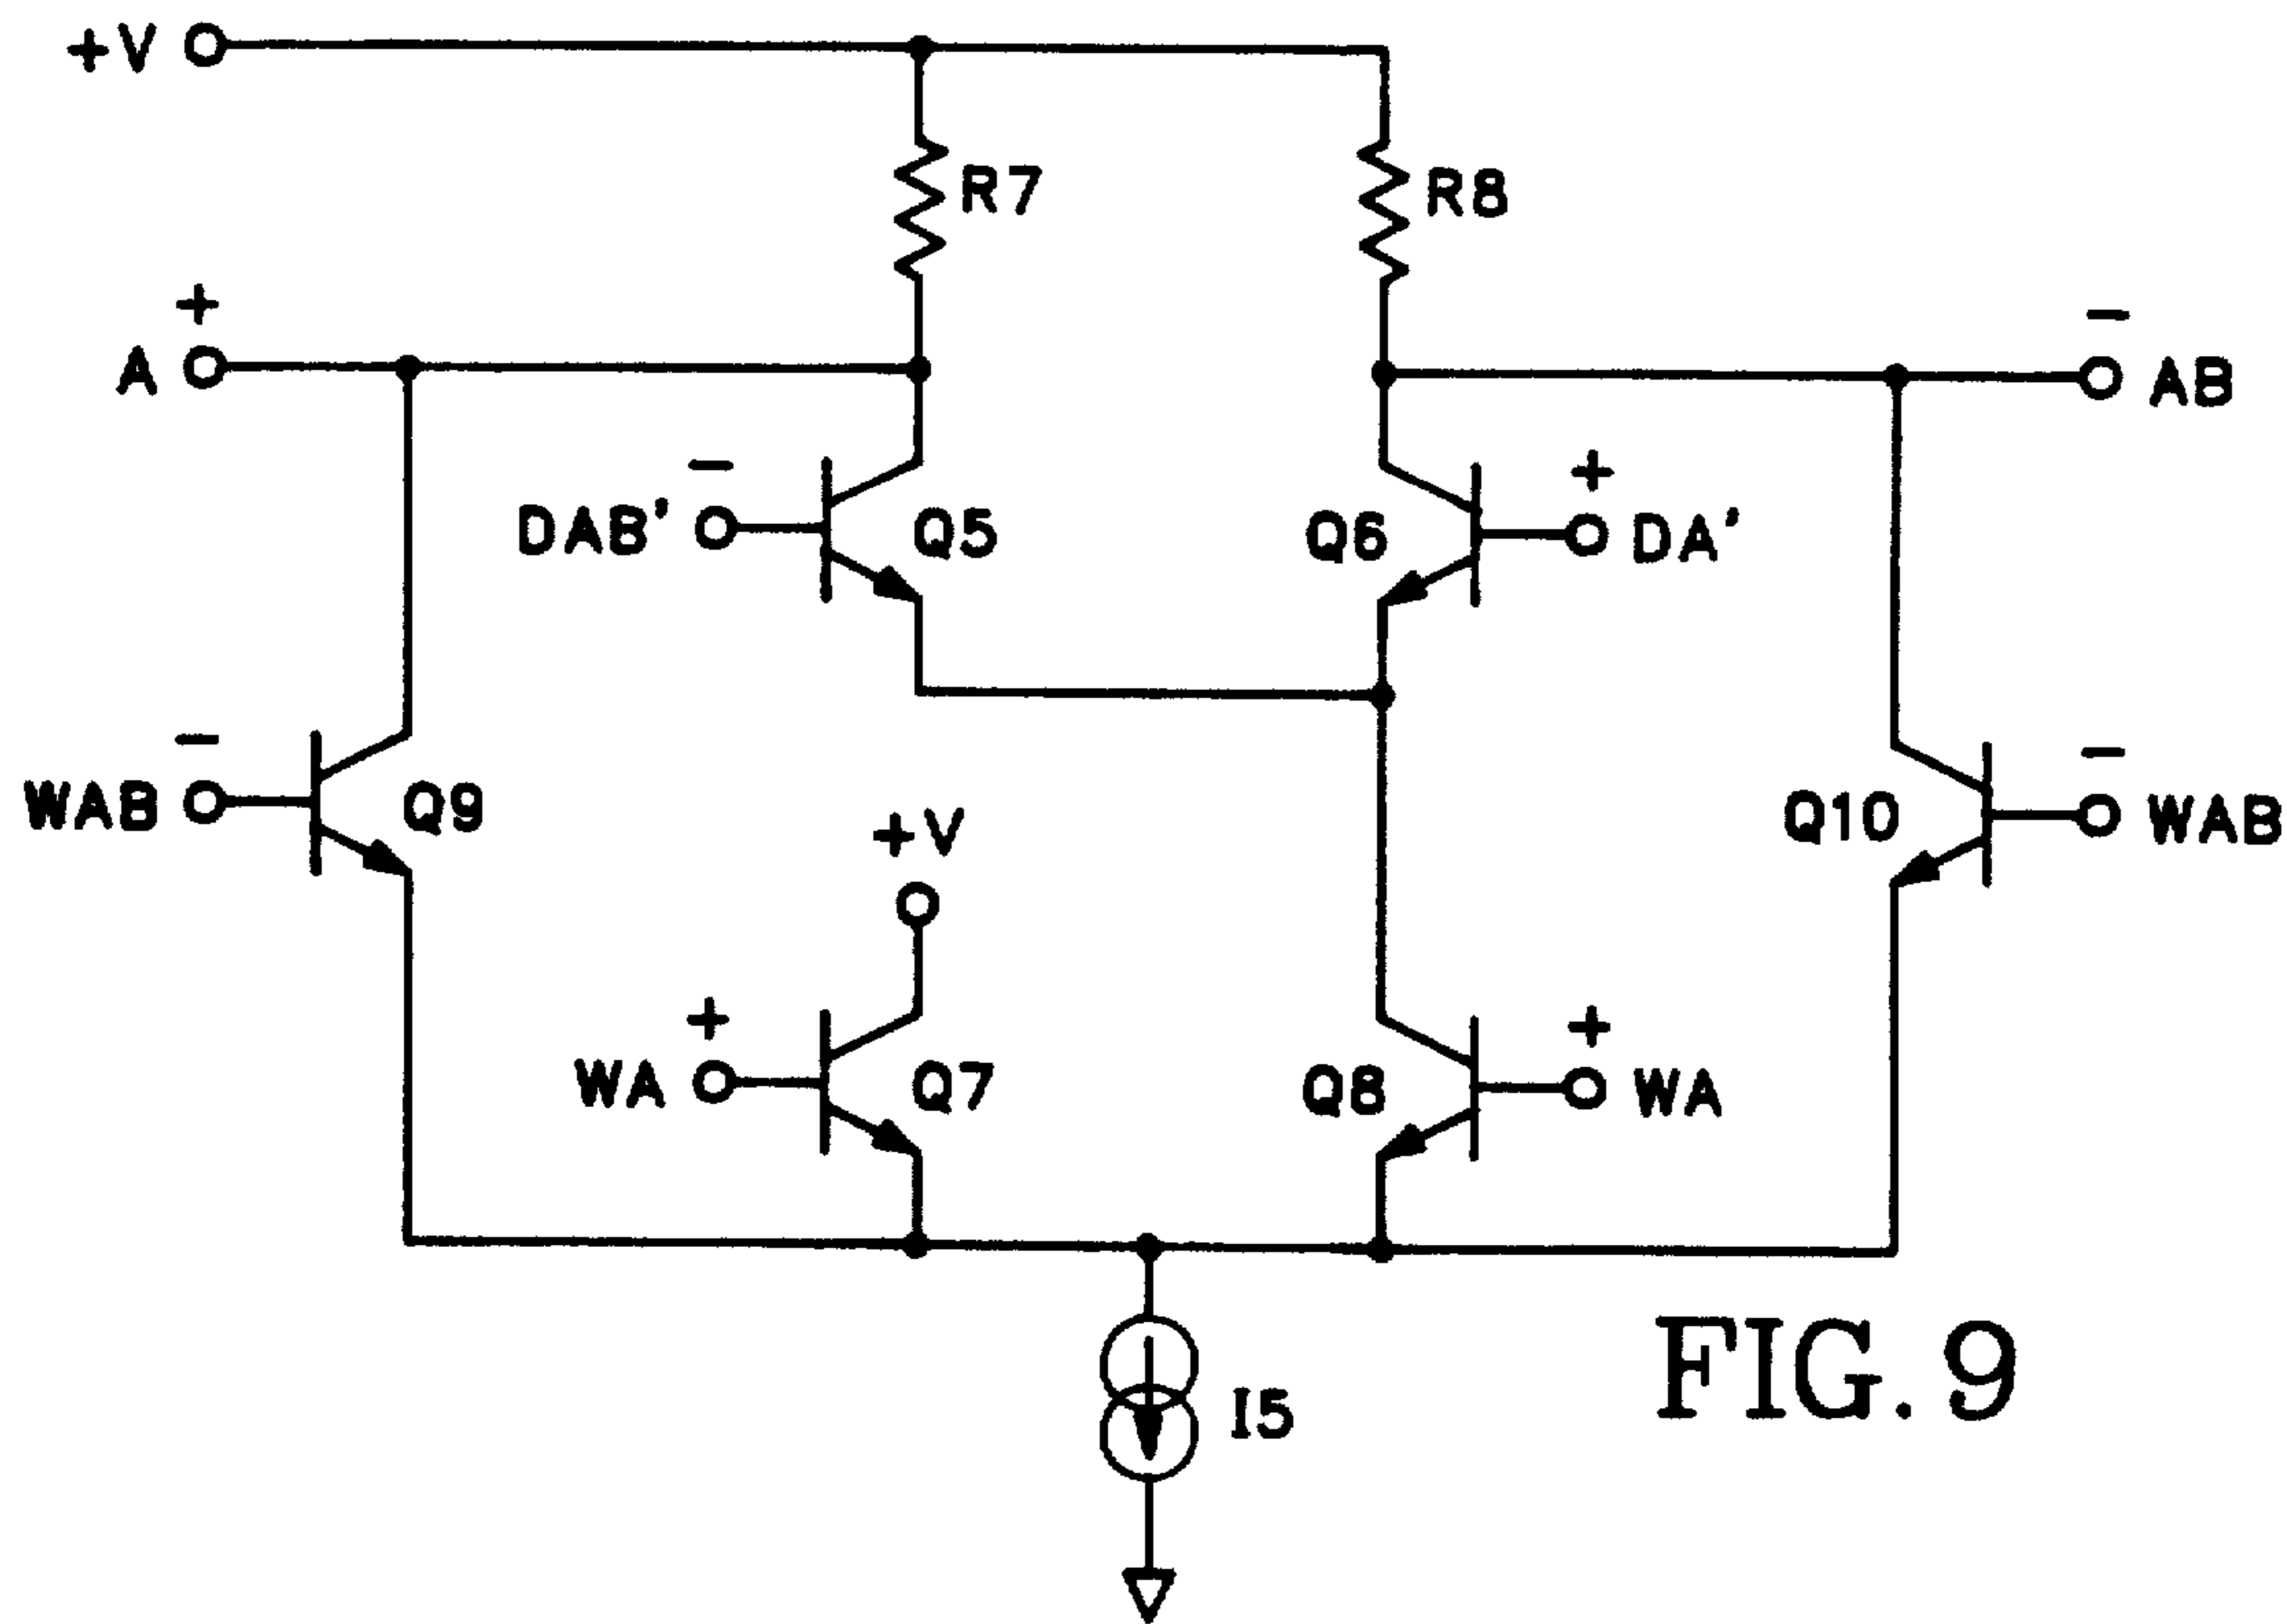 +V
R7
R8
+
A
−
AB
−
DAB'
Q5
Q6
+
DA'
−
WAB
Q9
+V
Q10
−
WAB
+
WA
Q7
Q8
+
WA
I5
FIG. 9